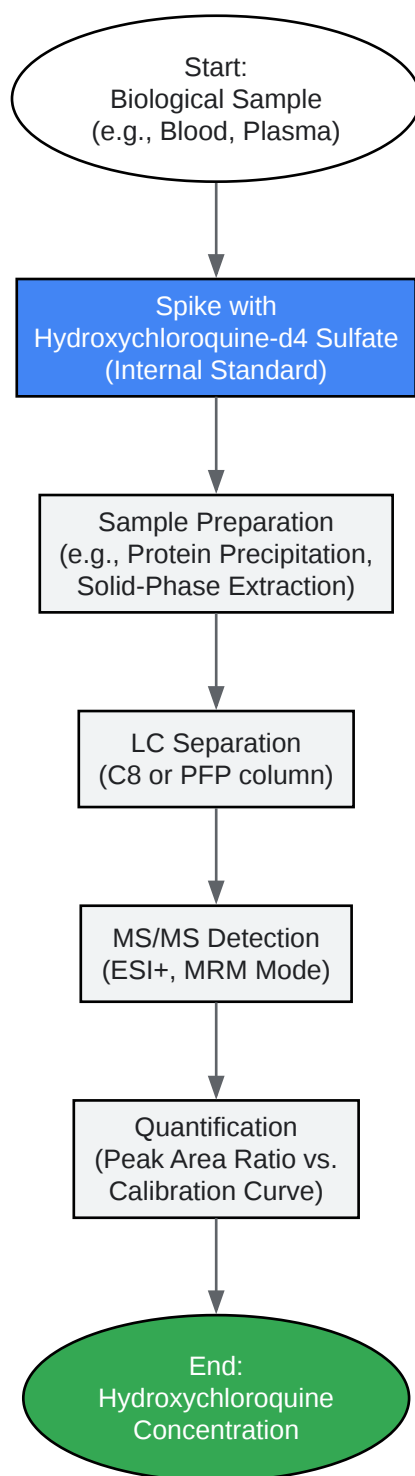 Start:
Biological Sample
(e.g., Blood, Plasma)
Spike with
Hydroxychloroquine-d4 Sulfate
(Internal Standard)
Sample Preparation
(e.g., Protein Precipitation,
Solid-Phase Extraction)
LC Separation
(C8 or PFP column)
MS/MS Detection
(ESI+, MRM Mode)
Quantification
(Peak Area Ratio vs.
Calibration Curve)
End:
Hydroxychloroquine
Concentration